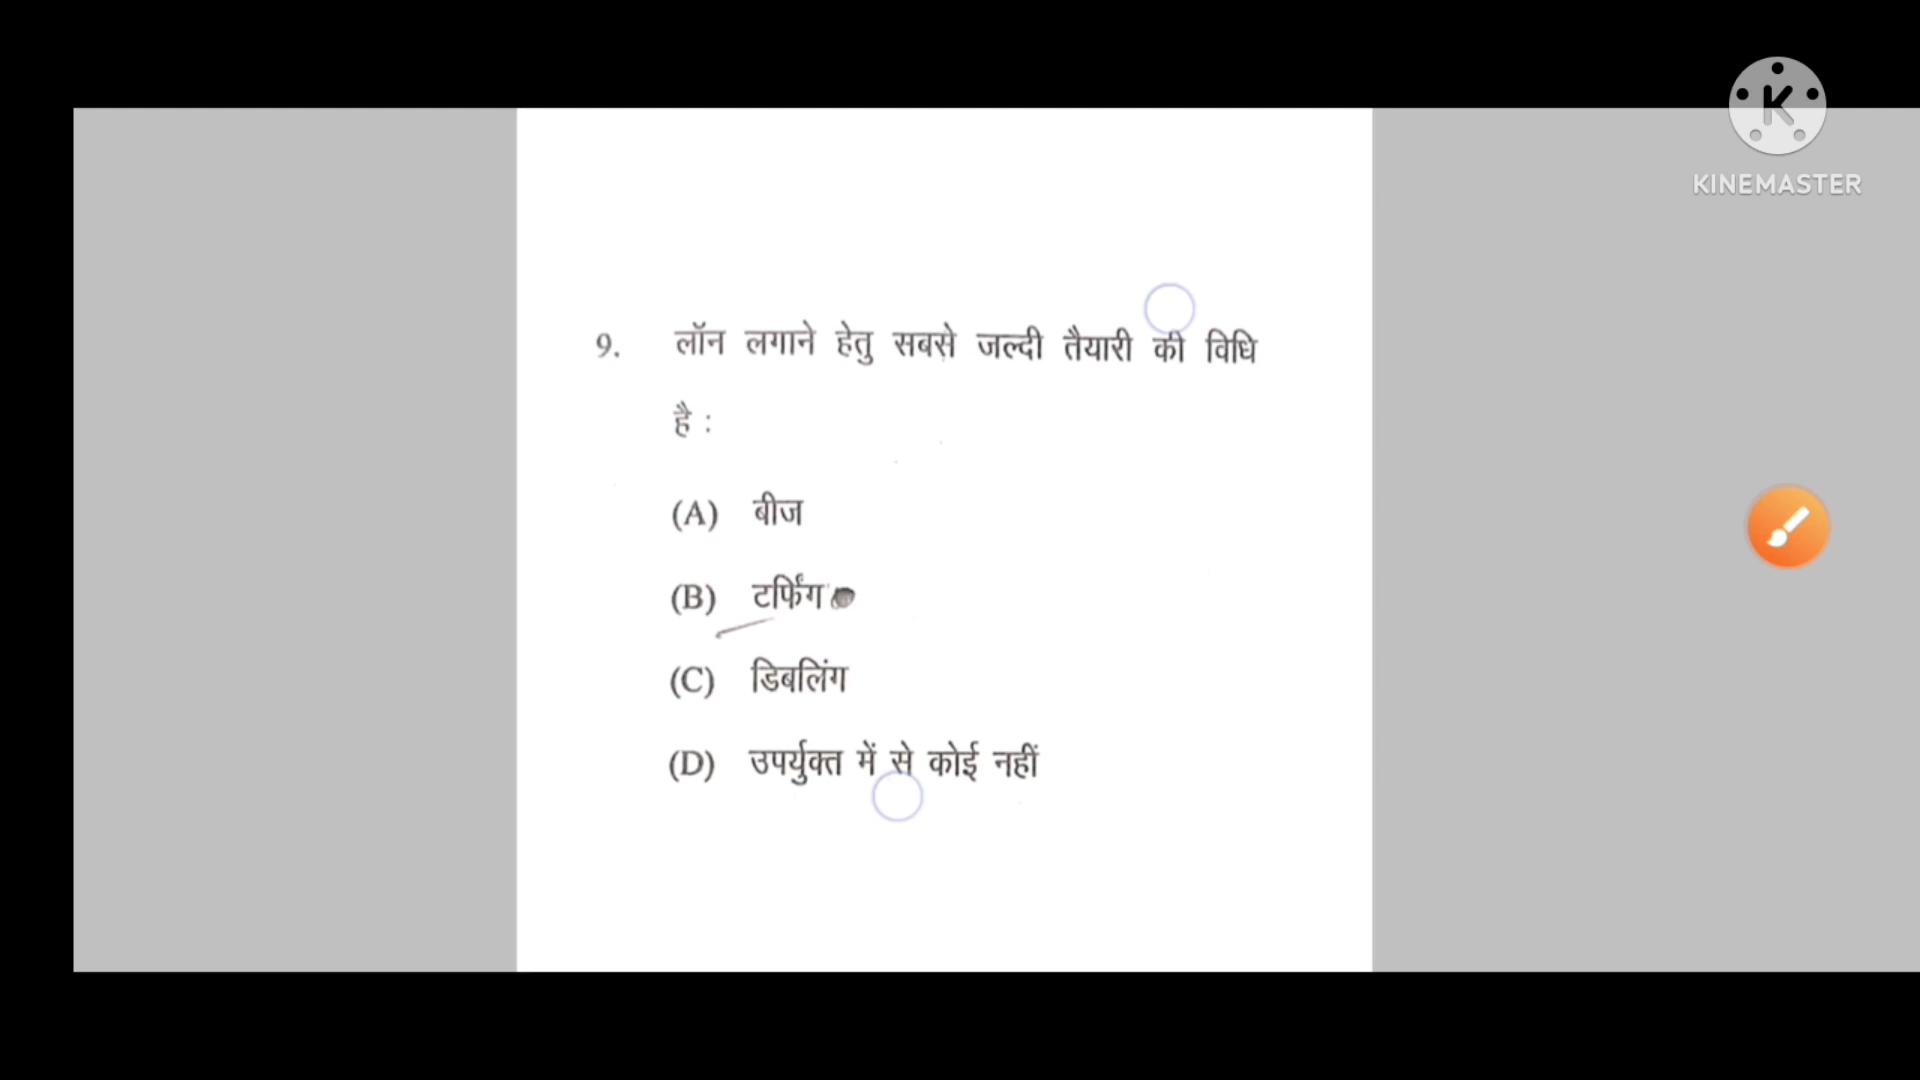 KINEMASTER
9. लॉन लगाने हेतु सबसे जल्दी तैयारी की विधि
है :
(A) बीज
(B) टर्फिंग
(C) डिबलिंग
(D) उपर्युक्त में से कोई नहीं